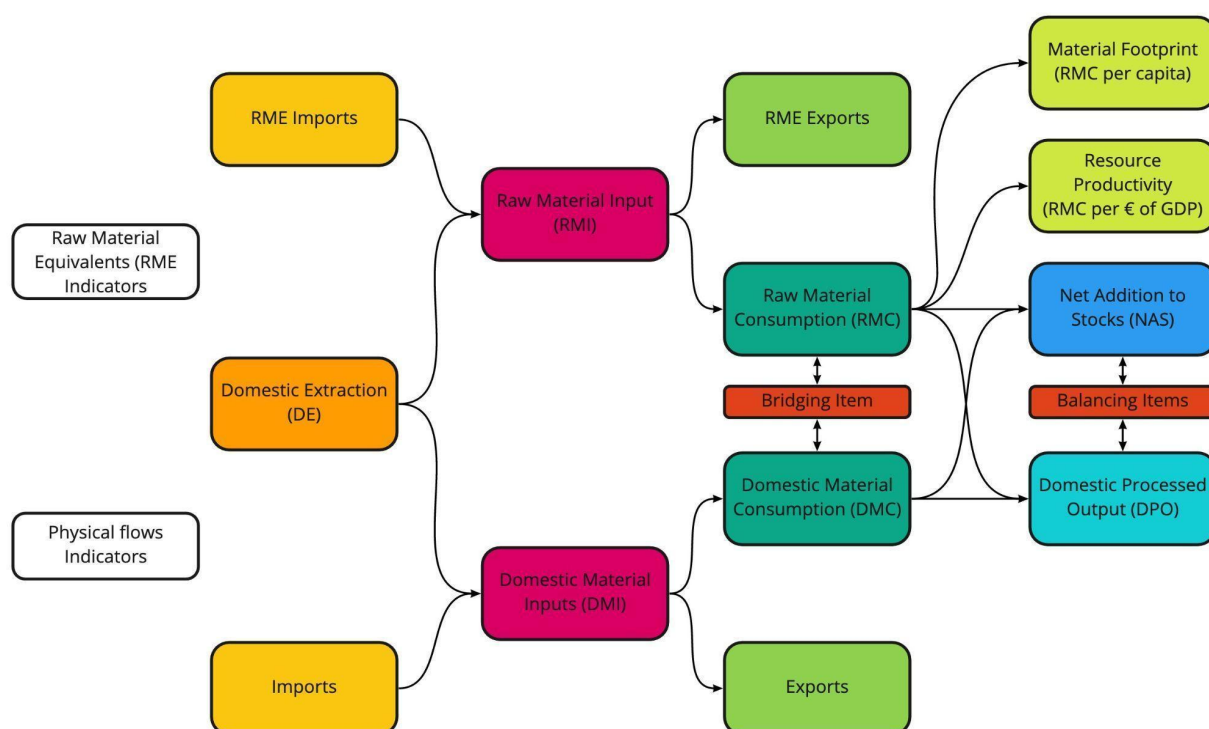 Material Footprint
(RMC per capita)
RME Imports
RME Exports
Resource
Productivity
(RMC per € of GDP)
Raw Material Input
(RMI)
Raw Material
Equivalents (RME
Indicators
Raw Material
Consumption (RMC)
Net Addition to
Stocks (NAS)
Domestic Extraction
(DE)
Bridging Item
Balancing Items
Domestic Material
Consumption (DMC)
Domestic Processed
Output (DPO)
Physical flows
Indicators
Domestic Material
Inputs (DMI)
Imports
Exports